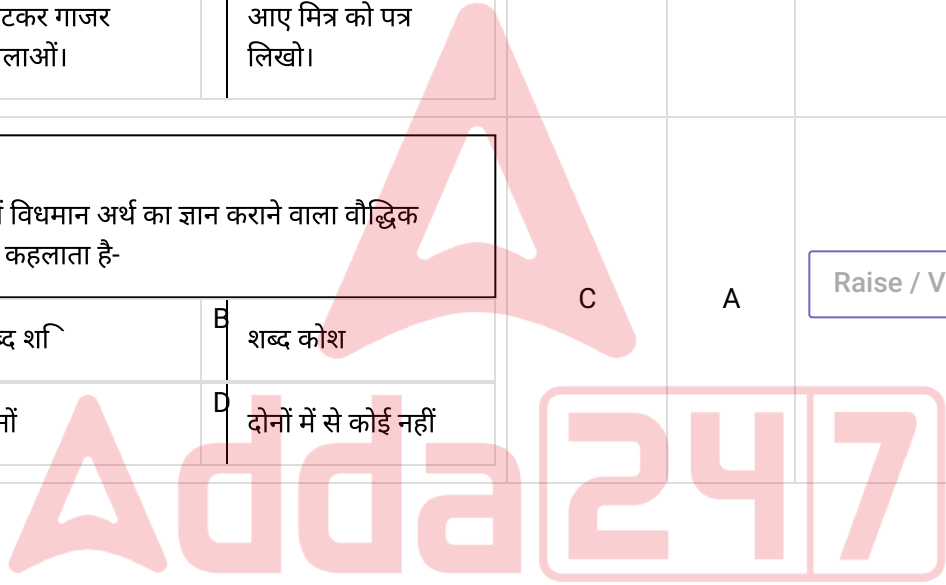 टकर गाजर
लाओं।
आए मित्र को पत्र
लिखो।
विधमान अर्थ का ज्ञान कराने वाला वौद्धिक
कहलाता है-
C
A
Raise / V
ब्द शि
B
शब्द कोश
नों
D
दोनों में से कोई नहीं
Adda247